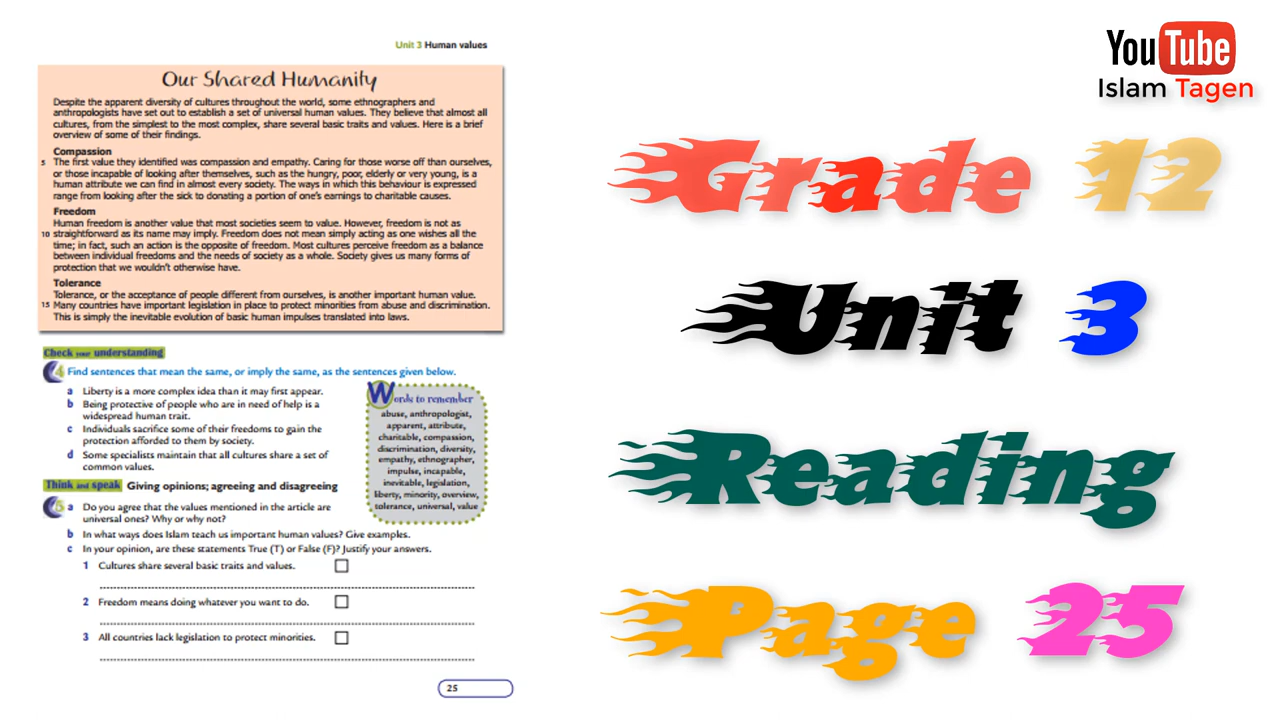 Unit 3 Human values
Our Shared Humanity
Despite the apparent diversity of cultures throughout the world, some ethnographers and
anthropologists have set out to establish a set of universal human values. They believe that almost all
cultures, from the simplest to the most complex, share several basic traits and values. Here is a brief
overview of some of their findings.
Compassion
5 The first value they identified was compassion and empathy. Caring for those worse off than ourselves,
or those incapable of looking after themselves, such as the hungry, poor, elderly or very young, is a
human attribute we can find in almost every society. The ways in which this behaviour is expressed
range from looking after the sick to donating a portion of one's earnings to charitable causes.
Freedom
Human freedom is another value that most societies seem to value. However, freedom is not as
10 straightforward as its name may imply. Freedom does not mean simply acting as one wishes all the
time; in fact, such an action is the opposite of freedom. Most cultures perceive freedom as a balance
between individual freedoms and the needs of society as a whole. Society gives us many forms of
protection that we wouldn't otherwise have.
Tolerance
Tolerance, or the acceptance of people different from ourselves, is another important human value.
15 Many countries have important legislation in place to protect minorities from abuse and discrimination.
This is simply the inevitable evolution of basic human impulses translated into laws.
Check your understanding
4 Find sentences that mean the same, or imply the same, as the sentences given below.
a Liberty is a more complex idea than it may first appear.
b Being protective of people who are in need of help is a
widespread human trait.
c Individuals sacrifice some of their freedoms to gain the
protection afforded to them by society.
d Some specialists maintain that all cultures share a set of
common values.
Words to remember
abuse, anthropologist,
apparent, attribute,
charitable, compassion,
discrimination, diversity,
empathy, ethnographer,
impulse, incapable,
inevitable, legislation,
liberty, minority, overview,
tolerance, universal, value
Think and speak Giving opinions; agreeing and disagreeing
5 a Do you agree that the values mentioned in the article are
universal ones? Why or why not?
b In what ways does Islam teach us important human values? Give examples.
c In your opinion, are these statements True (T) or False (F)? Justify your answers.
1 Cultures share several basic traits and values.
2 Freedom means doing whatever you want to do.
3 All countries lack legislation to protect minorities.
25
YouTube
Islam Tagen
Grade 12
Unit 3
Reading
Page 25